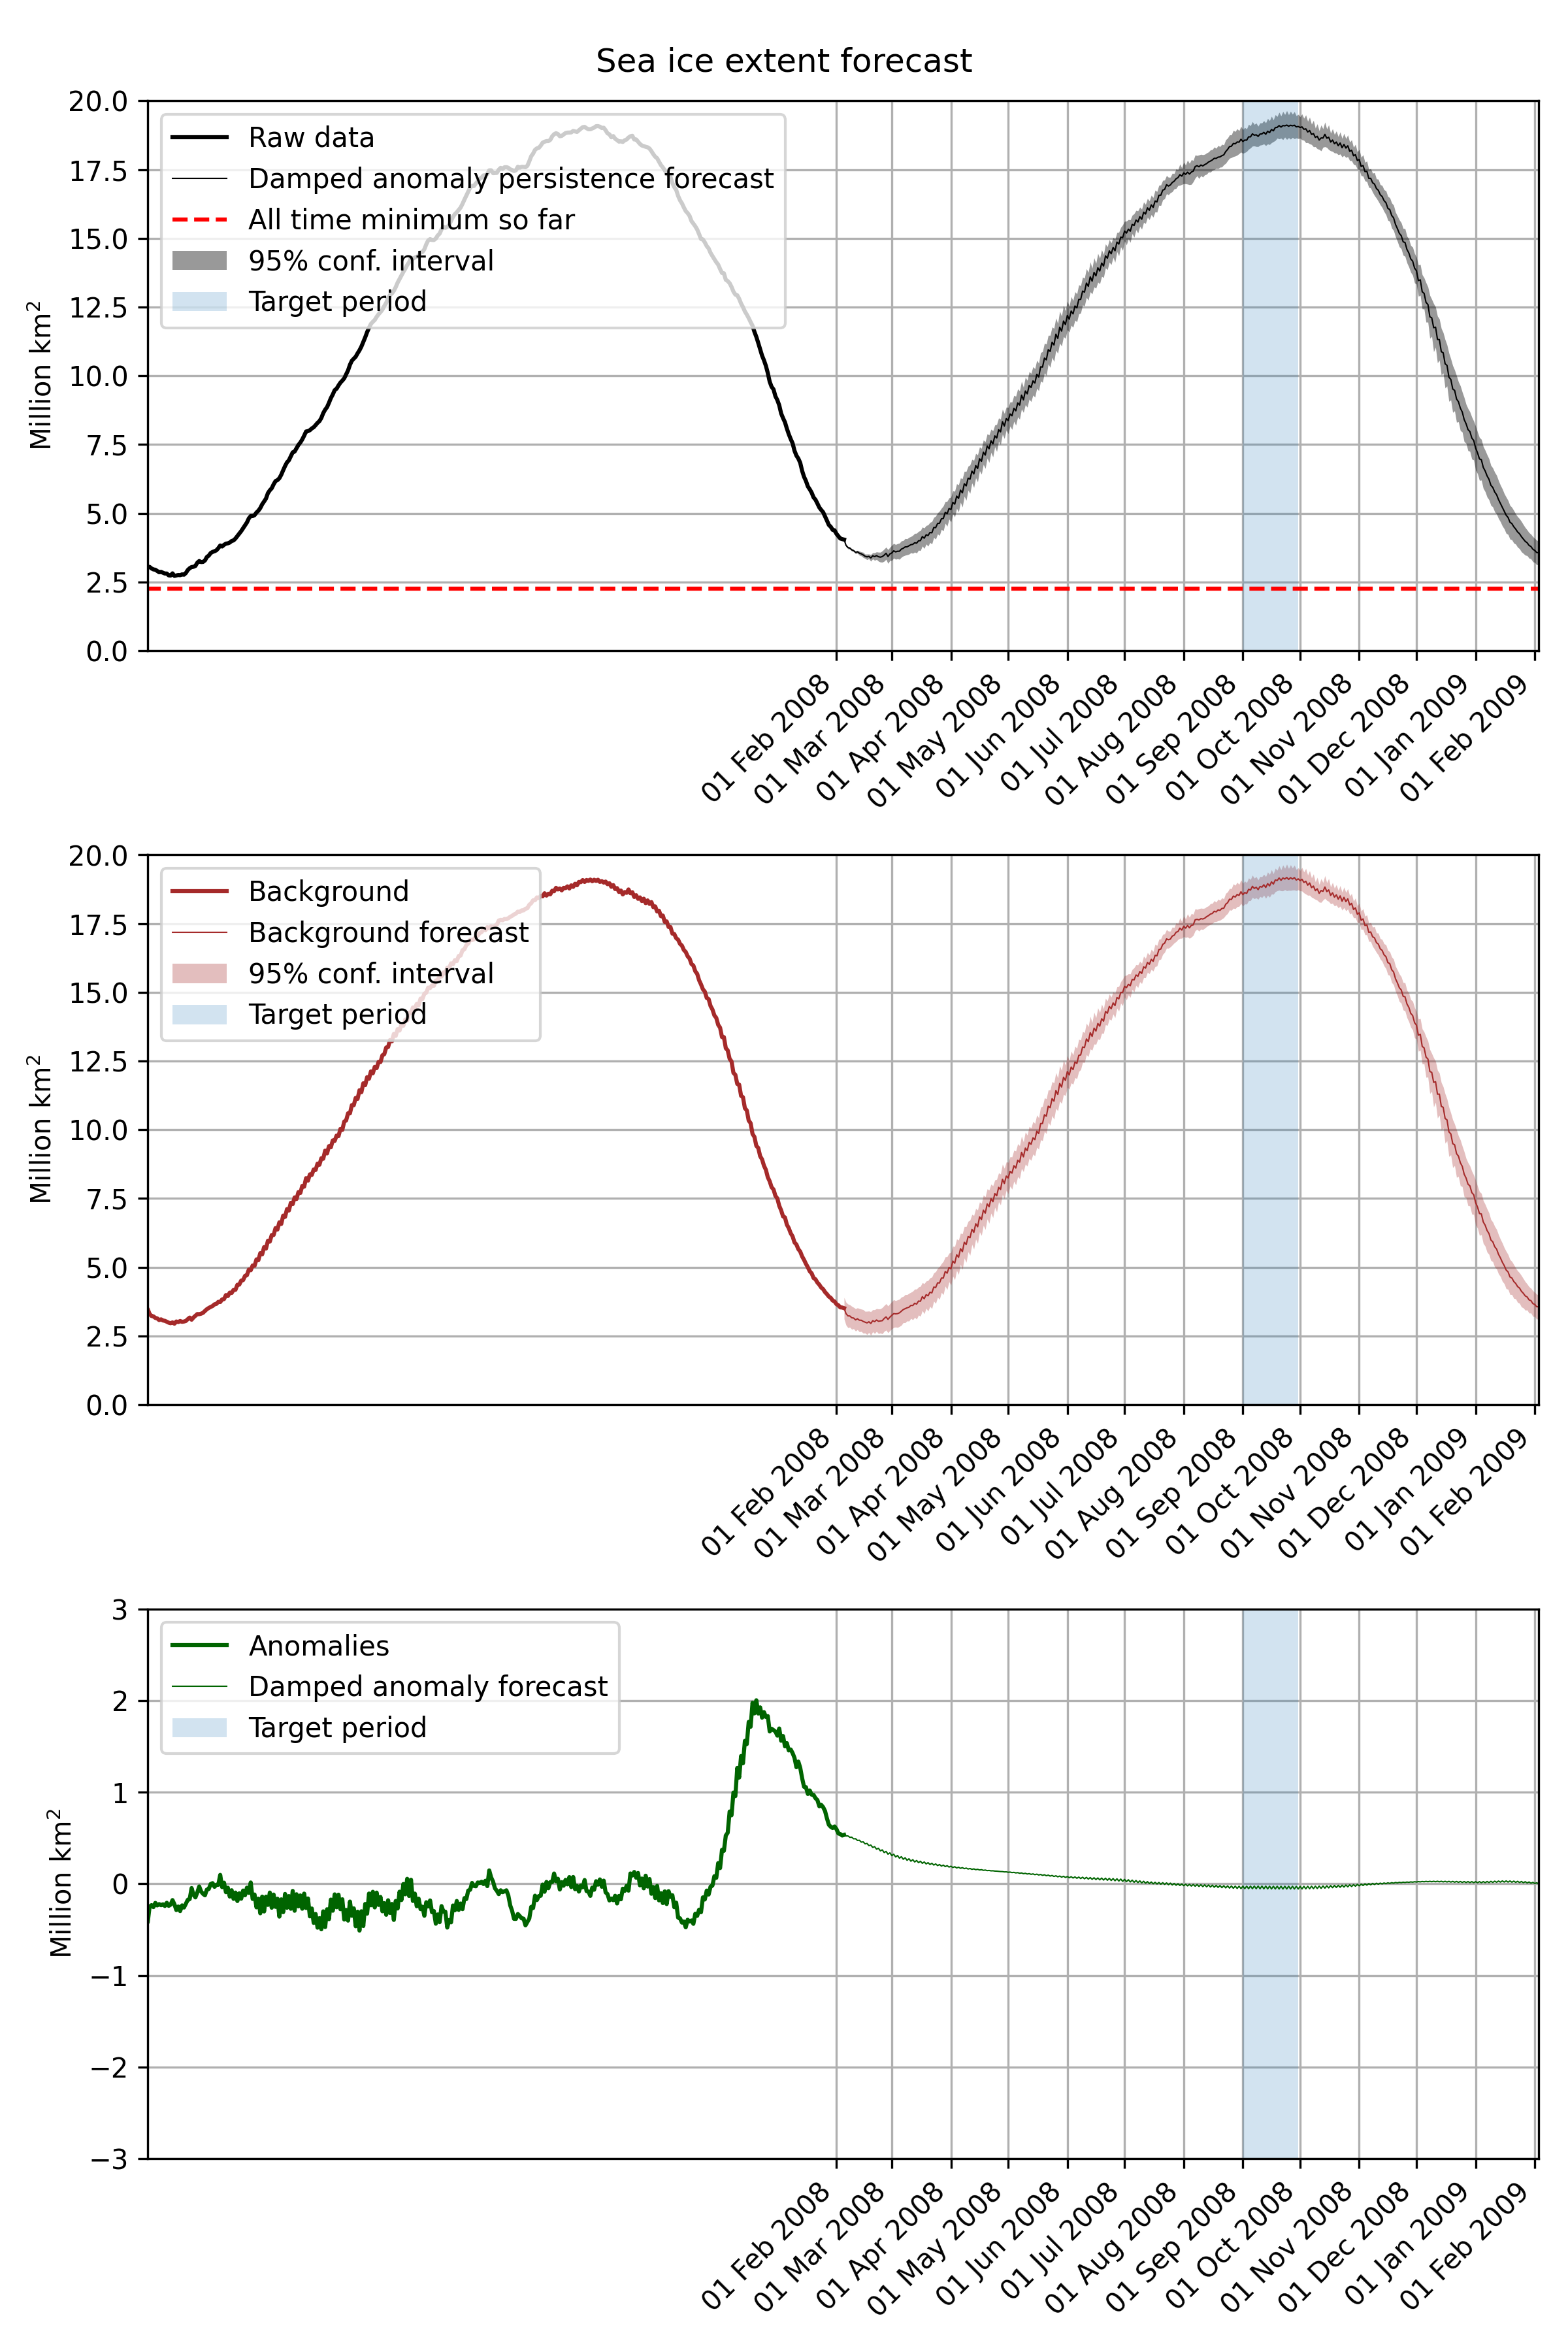 Sea ice extent forecast
20.0
17.5
15.0
12.5
10.0
7.5
5.0
2.5
0.0
Million km²
Raw data
Damped anomaly persistence forecast
All time minimum so far
95% conf. interval
Target period
01 Feb 2008
01 Mar 2008
01 Apr 2008
01 May 2008
01 Jun 2008
01 Jul 2008
01 Aug 2008
01 Sep 2008
01 Oct 2008
01 Nov 2008
01 Dec 2008
01 Jan 2009
01 Feb 2009
20.0
17.5
15.0
12.5
10.0
7.5
5.0
2.5
0.0
Million km²
Background
Background forecast
95% conf. interval
Target period
01 Feb 2008
01 Mar 2008
01 Apr 2008
01 May 2008
01 Jun 2008
01 Jul 2008
01 Aug 2008
01 Sep 2008
01 Oct 2008
01 Nov 2008
01 Dec 2008
01 Jan 2009
01 Feb 2009
3
2
1
0
−1
−2
−3
Million km²
Anomalies
Damped anomaly forecast
Target period
01 Feb 2008
01 Mar 2008
01 Apr 2008
01 May 2008
01 Jun 2008
01 Jul 2008
01 Aug 2008
01 Sep 2008
01 Oct 2008
01 Nov 2008
01 Dec 2008
01 Jan 2009
01 Feb 2009